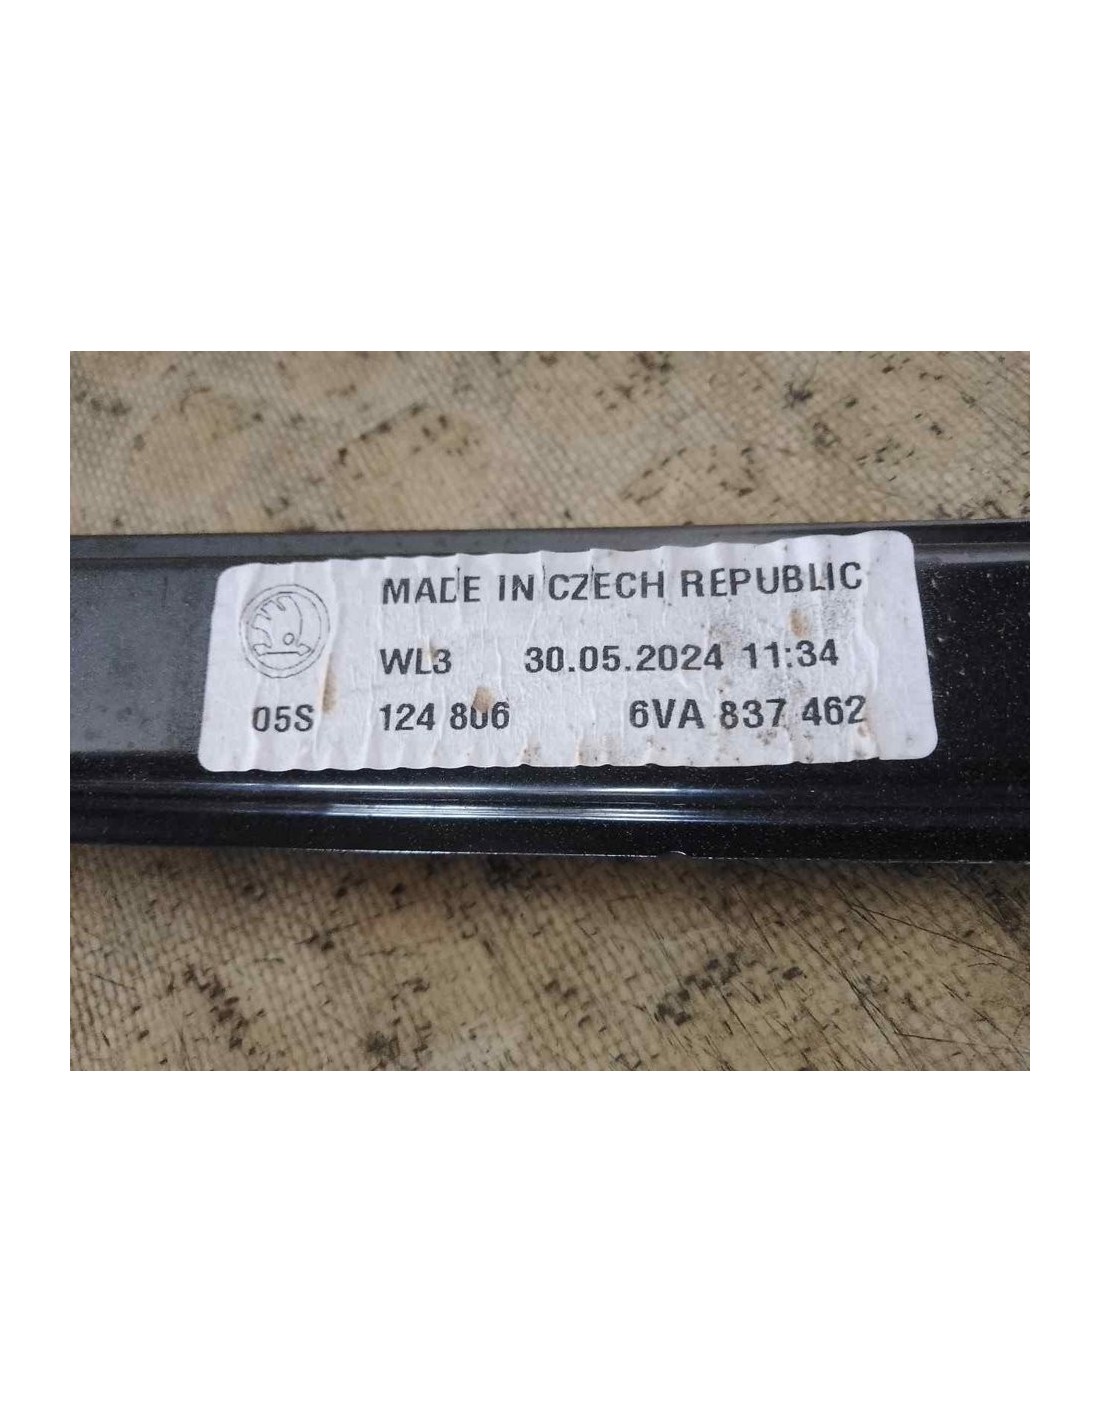 MADE IN CZECH REPUBLIC
WL3 30.05.2024 11:34
05S 124 806 6VA 837 462